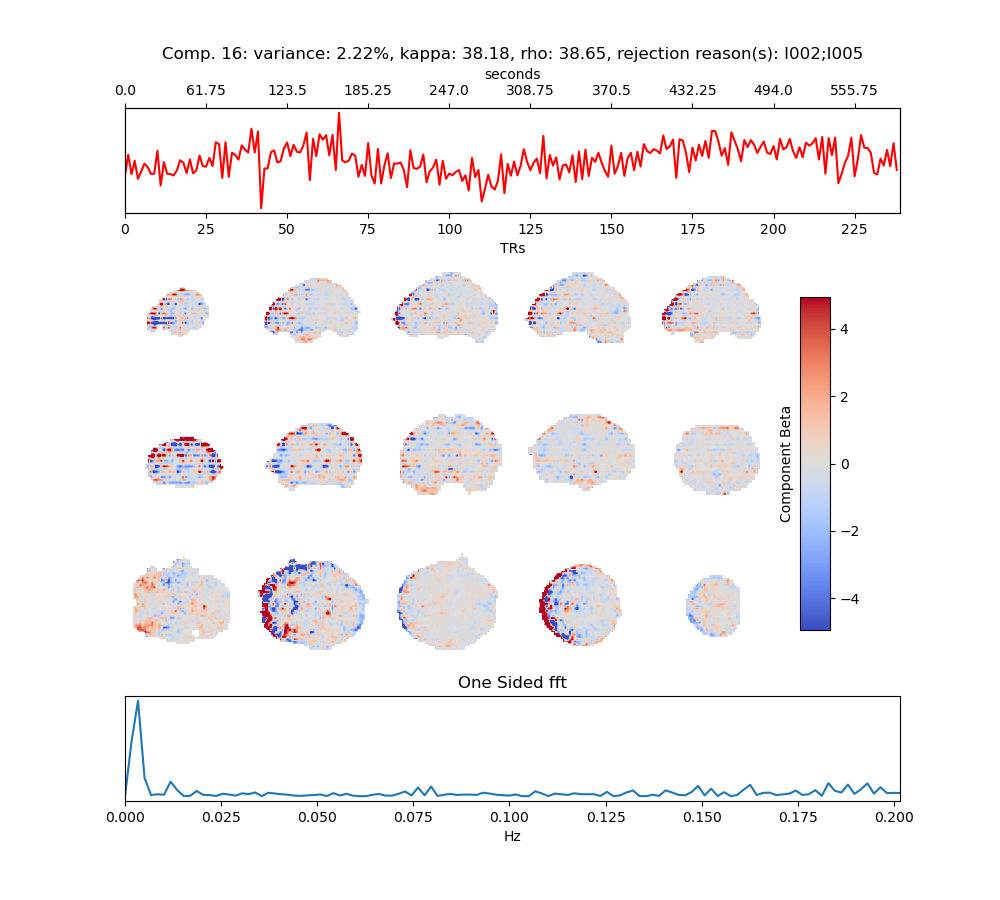 Comp. 16: variance: 2.22%, kappa: 38.18, rho: 38.65, rejection reason(s): I002;I005
seconds
0.0 61.75 123.5 185.25 247.0 308.75 370.5 432.25 494.0 555.75
0 25 50 75 100 125 150 175 200 225
TRs
4
2
0
−2
−4
Component Beta
One Sided fft
0.000 0.025 0.050 0.075 0.100 0.125 0.150 0.175 0.200
Hz